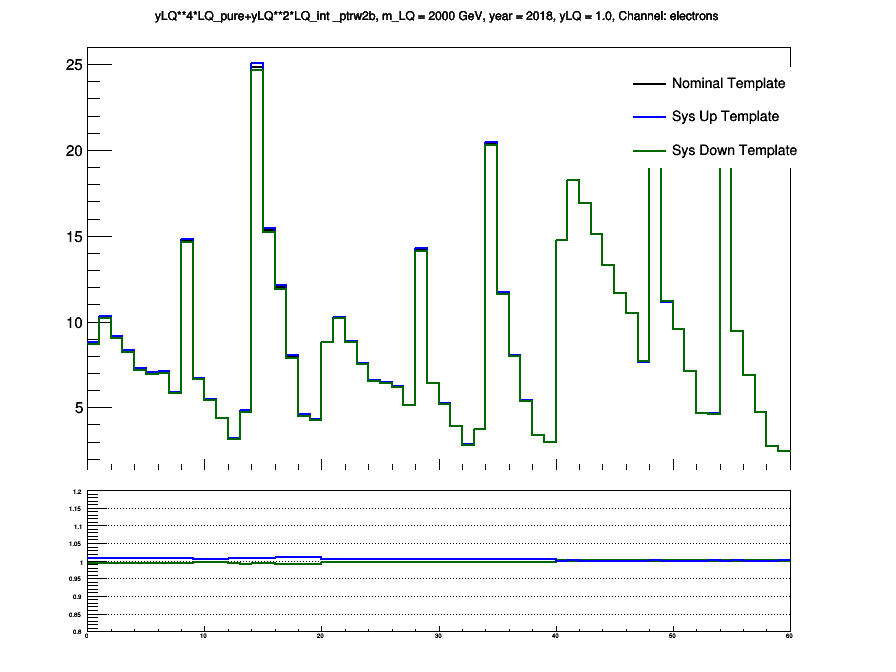 yLQ**4*LQ_pure+yLQ**2*LQ_int _ptrw2b, m_LQ = 2000 GeV, year = 2018, yLQ = 1.0, Channel: electrons
25
20
15
10
5
Nominal Template
Sys Up Template
Sys Down Template
1.2
1.15
1.1
1.05
1
0.95
0.9
0.85
0.8
0 10 20 30 40 50 60